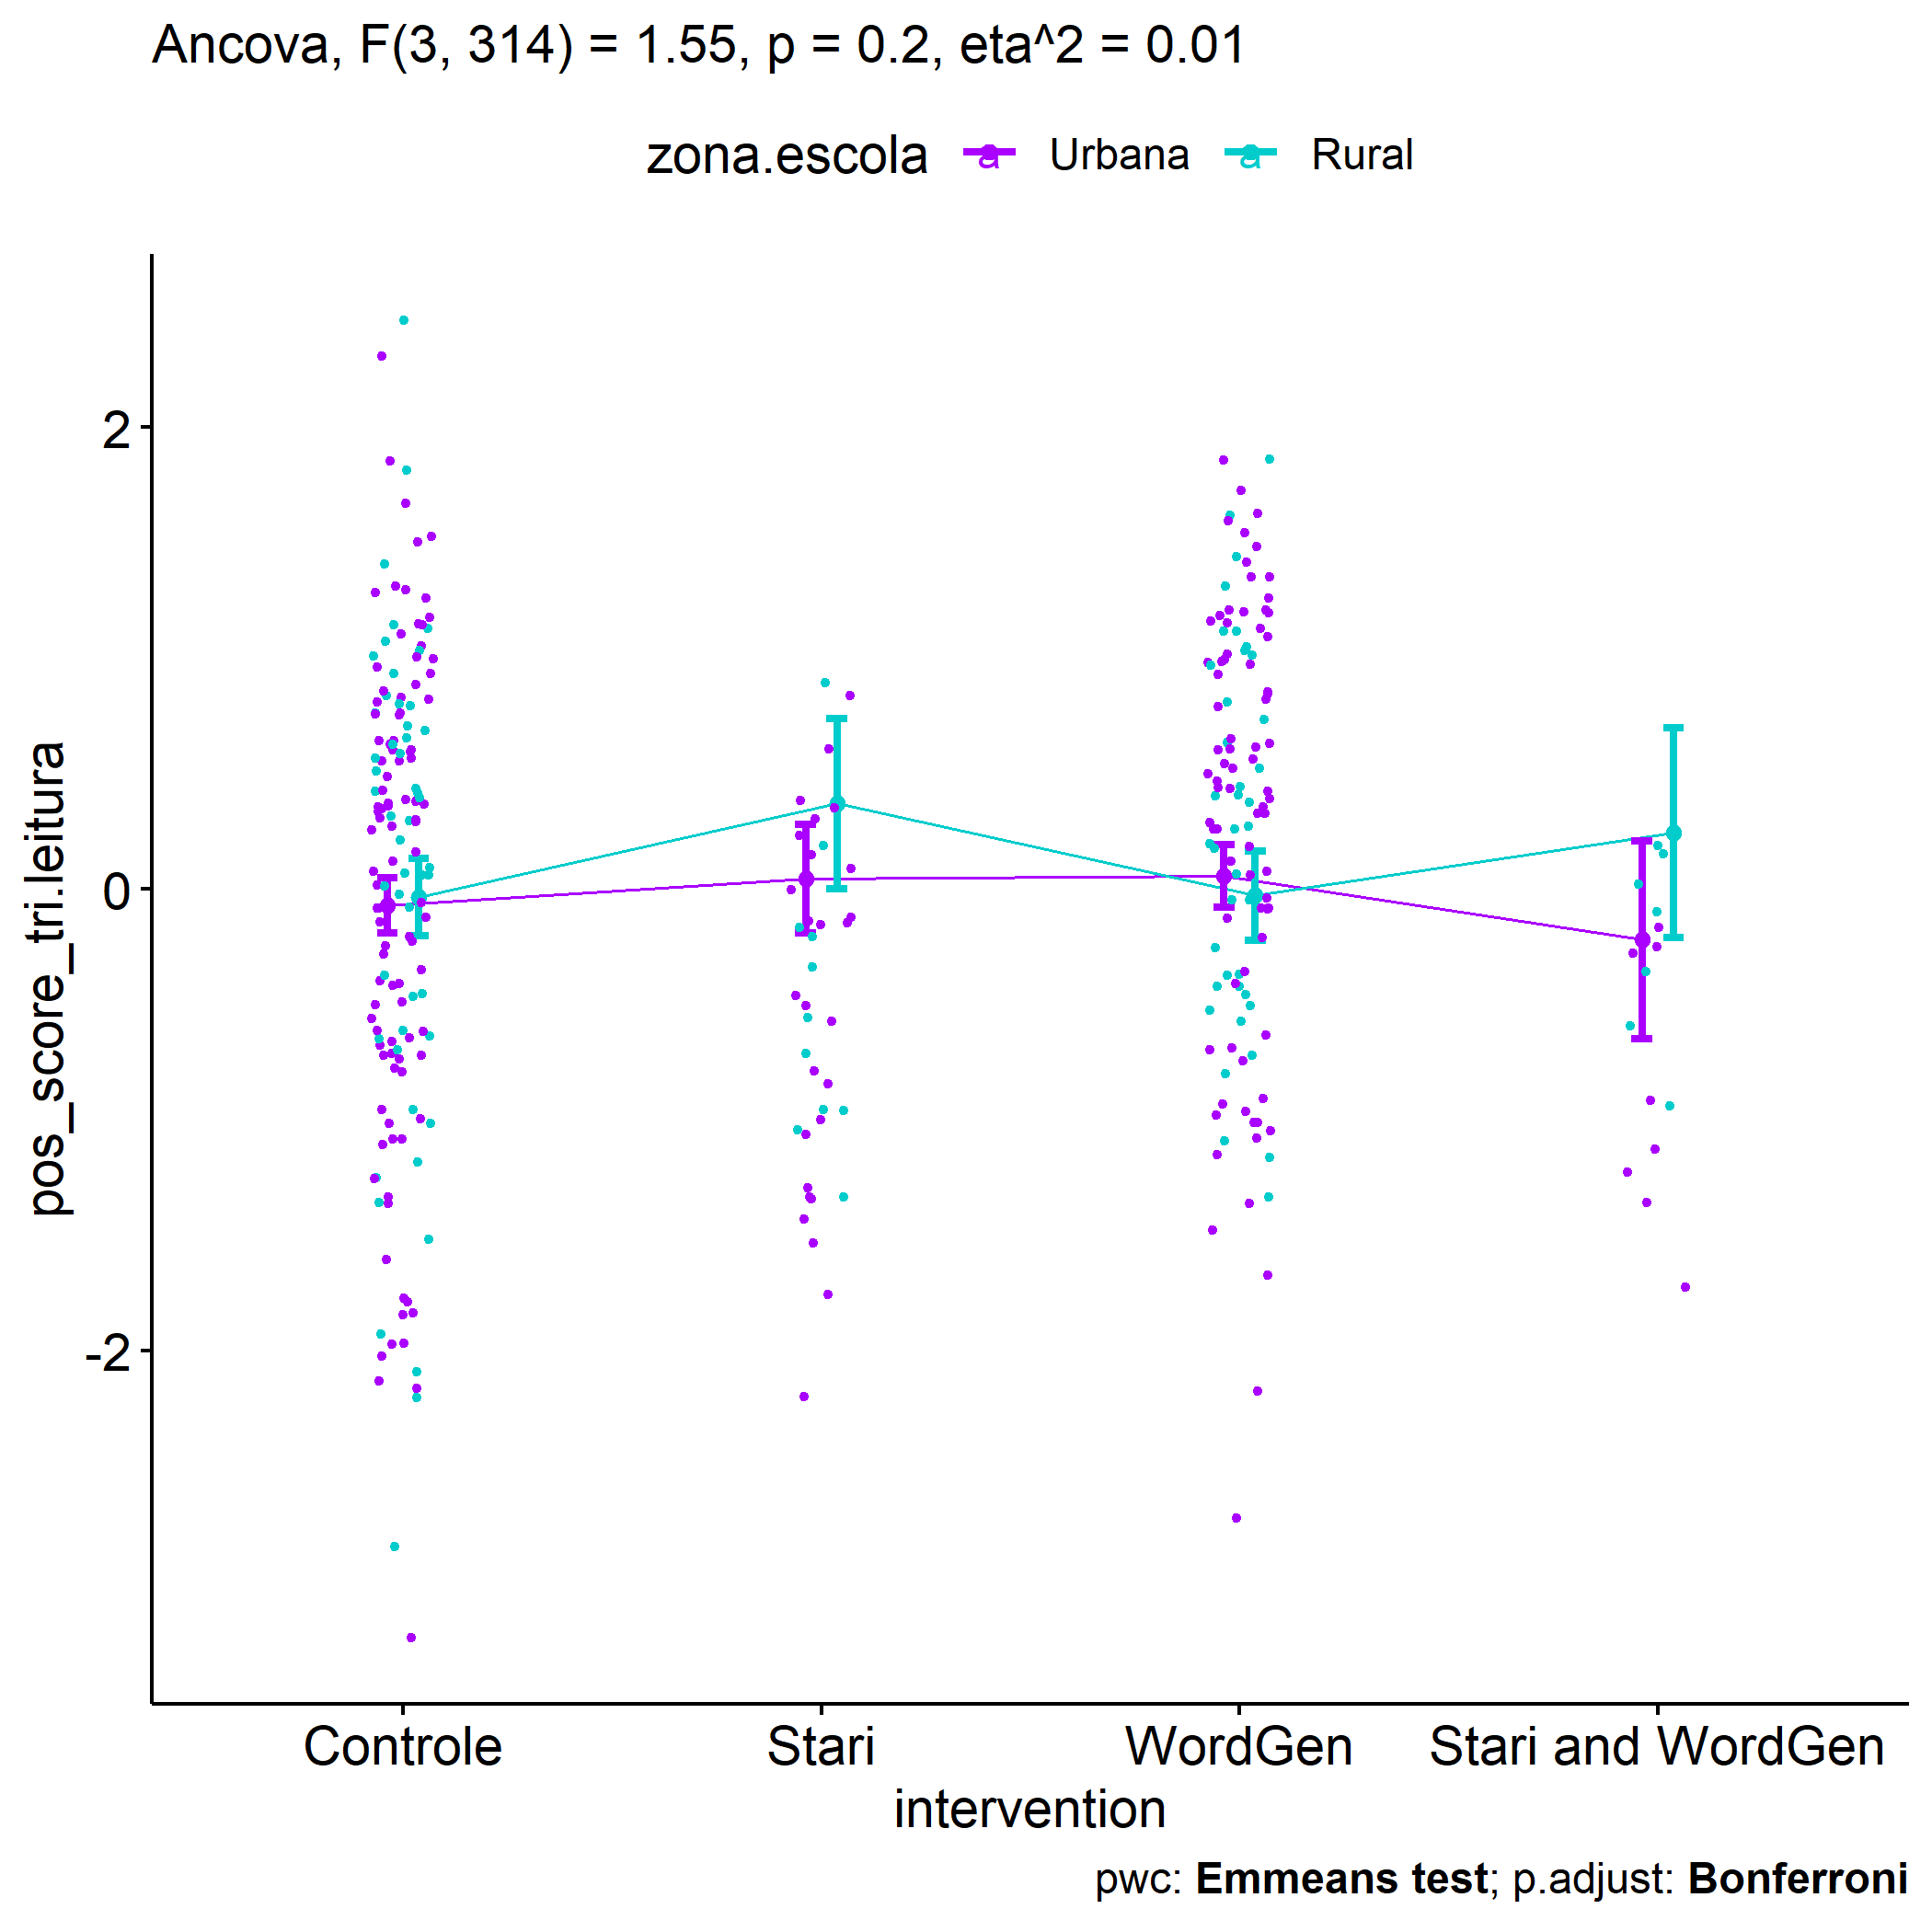 Ancova, F(3, 314) = 1.55, p = 0.2, eta^2 = 0.01
zona.escola a Urbana a Rural
pos_score_tri.leitura
2
0
-2
Controle Stari WordGen Stari and WordGen
intervention
pwc: Emmeans test; p.adjust: Bonferroni